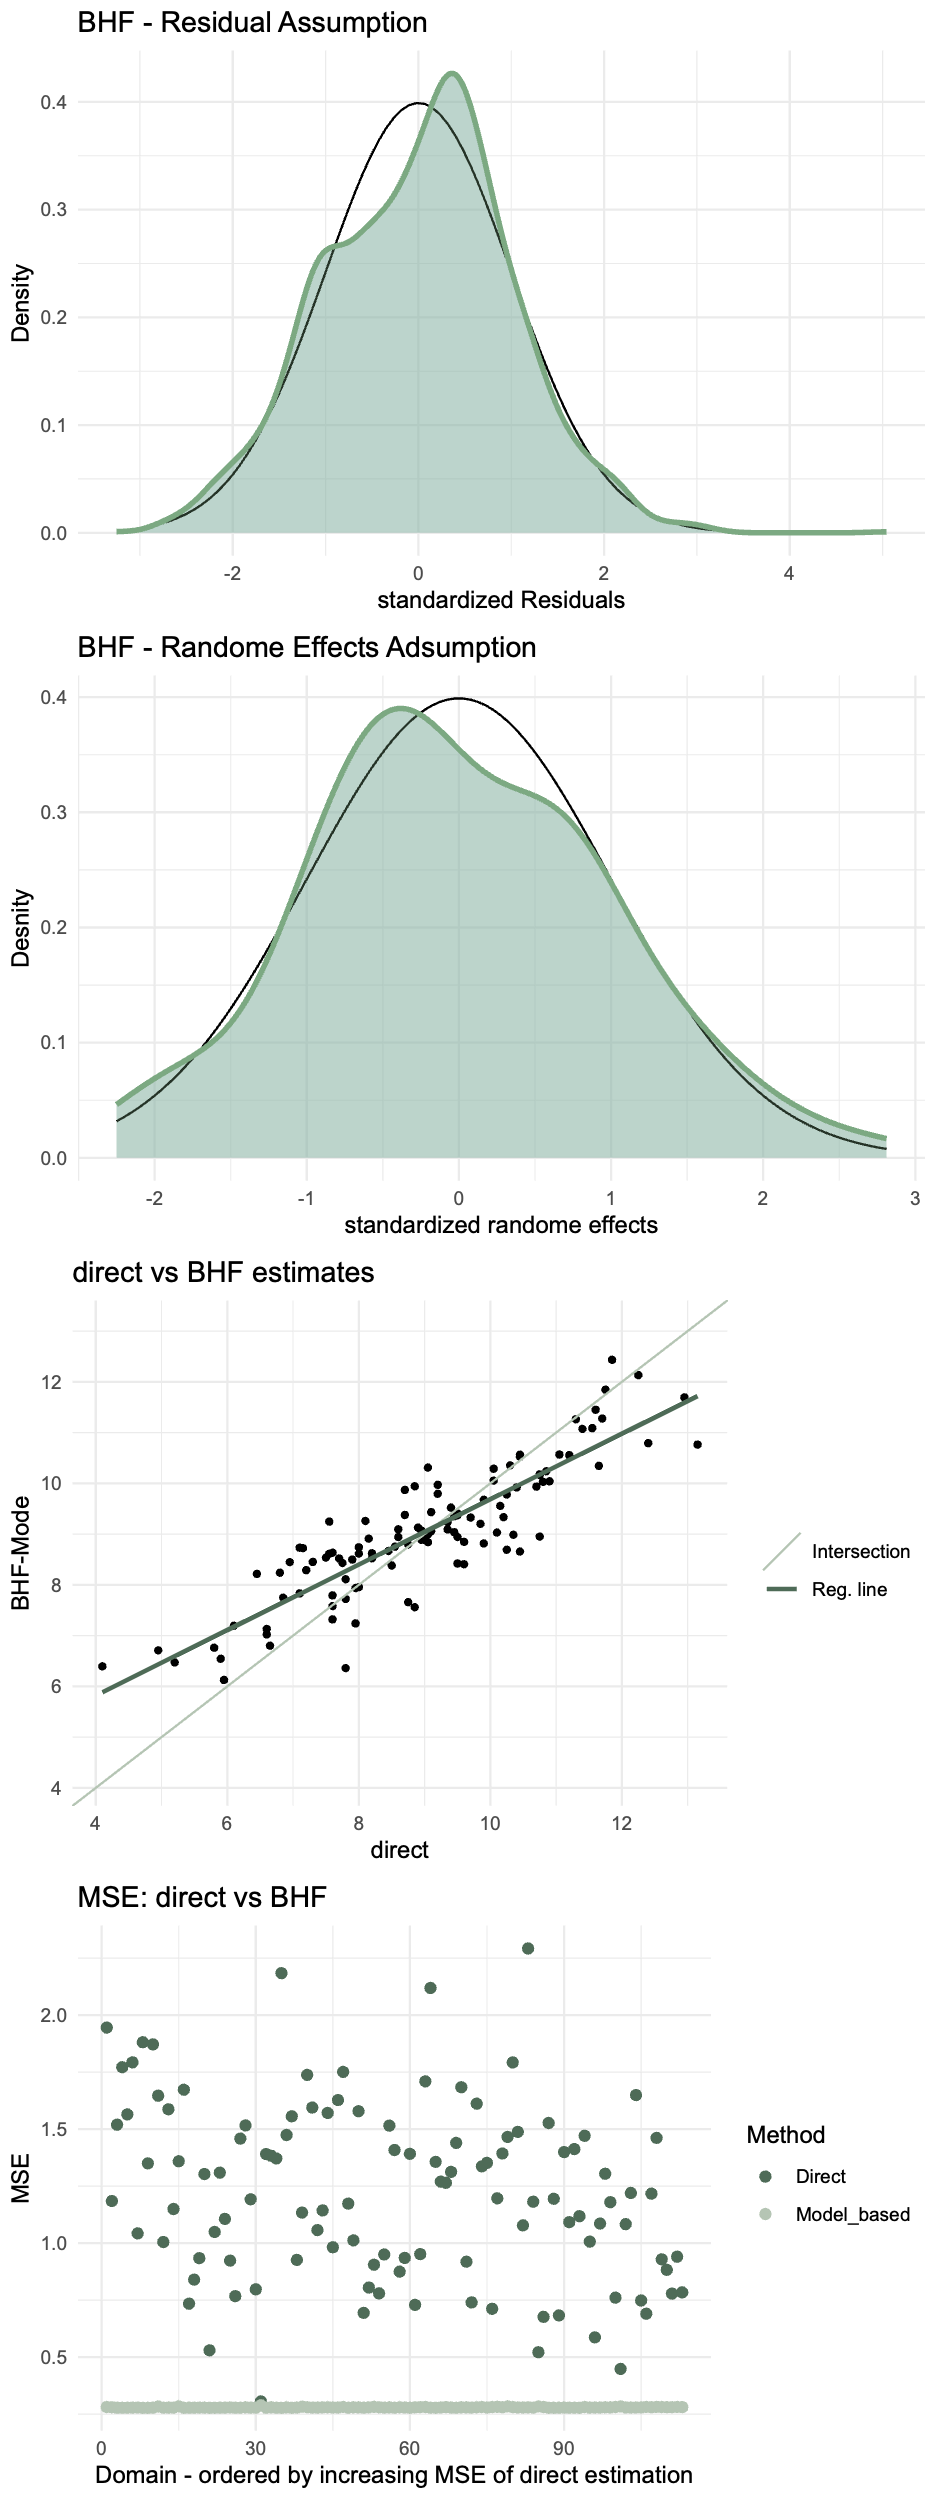 BHF - Residual Assumption
Density
0.4
0.3
0.2
0.1
0.0
-2 0 2 4
standardized Residuals
BHF - Randome Effects Adsumption
Desnity
0.4
0.3
0.2
0.1
0.0
-2 -1 0 1 2 3
standardized randome effects
direct vs BHF estimates
BHF-Mode
12
10
8
6
4
4 6 8 10 12
direct
Intersection
Reg. line
MSE: direct vs BHF
MSE
2.0
1.5
1.0
0.5
0 30 60 90
Domain - ordered by increasing MSE of direct estimation
Method
Direct
Model_based